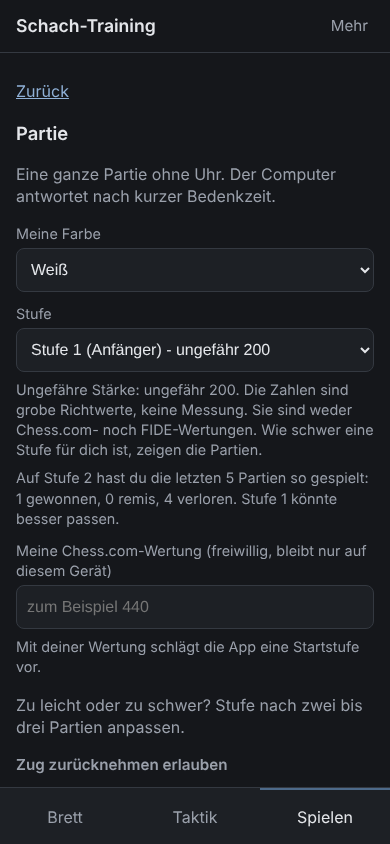 Schach-Training
Mehr
Zurück
Partie
Eine ganze Partie ohne Uhr. Der Computer
antwortet nach kurzer Bedenkzeit.
Meine Farbe
Weiß
Stufe
Stufe 1 (Anfänger) - ungefähr 200
Ungefähre Stärke: ungefähr 200. Die Zahlen sind
grobe Richtwerte, keine Messung. Sie sind weder
Chess.com- noch FIDE-Wertungen. Wie schwer eine
Stufe für dich ist, zeigen die Partien.
Auf Stufe 2 hast du die letzten 5 Partien so gespielt:
1 gewonnen, 0 remis, 4 verloren. Stufe 1 könnte
besser passen.
Meine Chess.com-Wertung (freiwillig, bleibt nur auf
diesem Gerät)
zum Beispiel 440
Mit deiner Wertung schlägt die App eine Startstufe
vor.
Zu leicht oder zu schwer? Stufe nach zwei bis
drei Partien anpassen.
Zug zurücknehmen erlauben
Brett
Taktik
Spielen